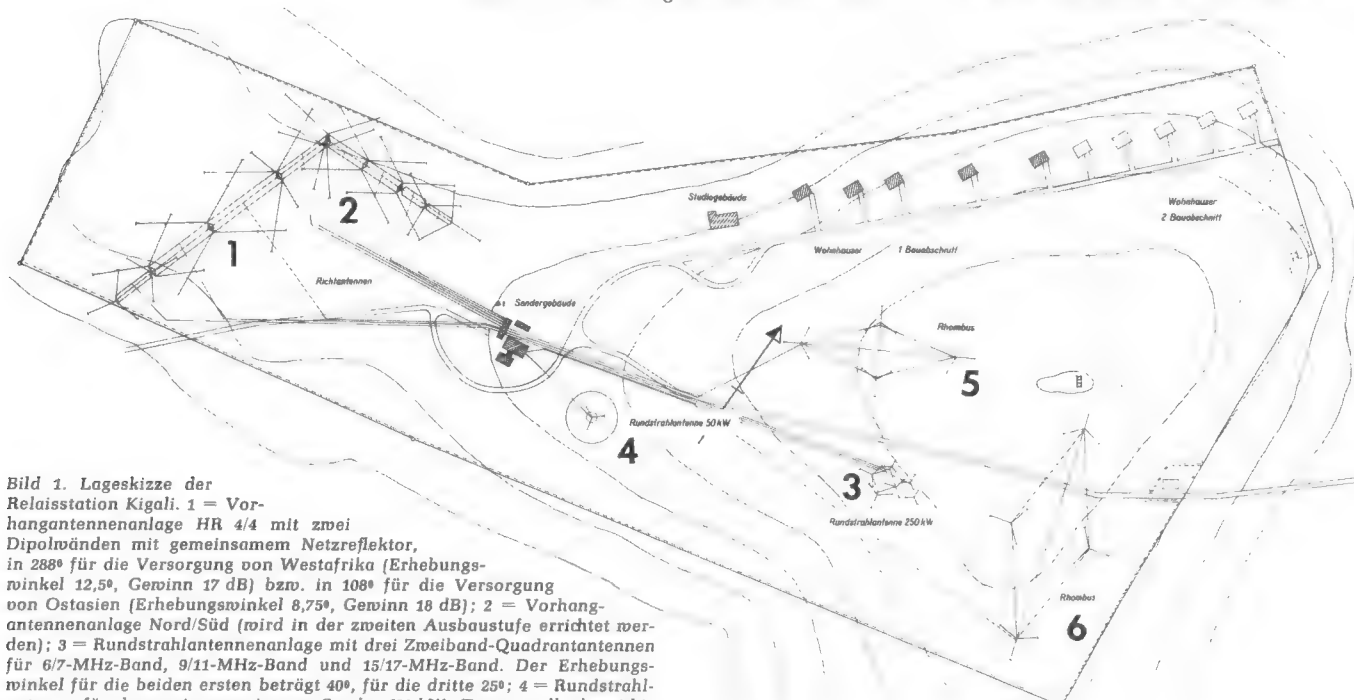 1
2
Richtantennen
Sendergebäude
Studiogebäude
Wohnhäuser 1 Bauabschnitt
Wohnhäuser
2 Bauabschnitt
Rhombus
5
Rundstrahlantenne 50 kW
4
3
Rundstrahlantenne 250 kW
Rhombus
6
Bild 1. Lageskizze der
Relaisstation Kigali. 1 = Vor-
hangantennenanlage HR 4/4 mit zwei
Dipolwänden mit gemeinsamem Netzreflektor,
in 288° für die Versorgung von Westafrika (Erhebungs-
winkel 12,5°, Gewinn 17 dB) bzw. in 108° für die Versorgung
von Ostasien (Erhebungswinkel 8,75°, Gewinn 18 dB); 2 = Vorhang-
antennenanlage Nord/Süd (wird in der zweiten Ausbaustufe errichtet wer-
den); 3 = Rundstrahlantennenanlage mit drei Zweiband-Quadrantantennen
für 6/7-MHz-Band, 9/11-MHz-Band und 15/17-MHz-Band. Der Erhebungs-
winkel für die beiden ersten beträgt 40°, für die dritte 25°; 4 = Rundstrahl-